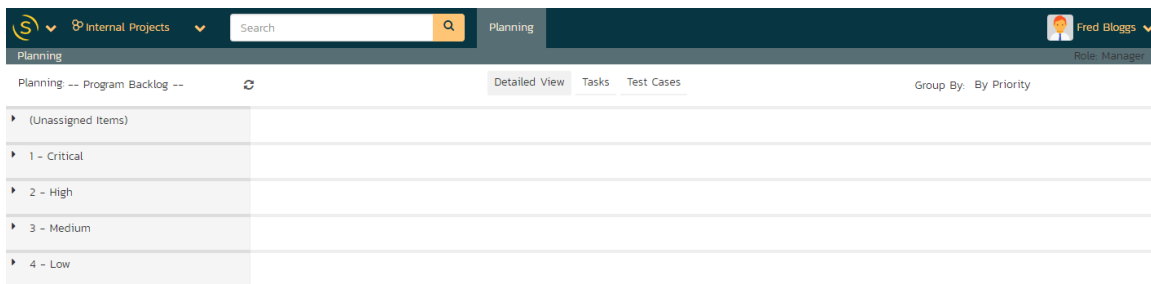 Internal Projects Search Planning Fred Bloggs
Planning Role: Manager
Planning: -- Program Backlog -- Detailed View Tasks Test Cases Group By: By Priority
(Unassigned Items)
1 - Critical
2 - High
3 - Medium
4 - Low